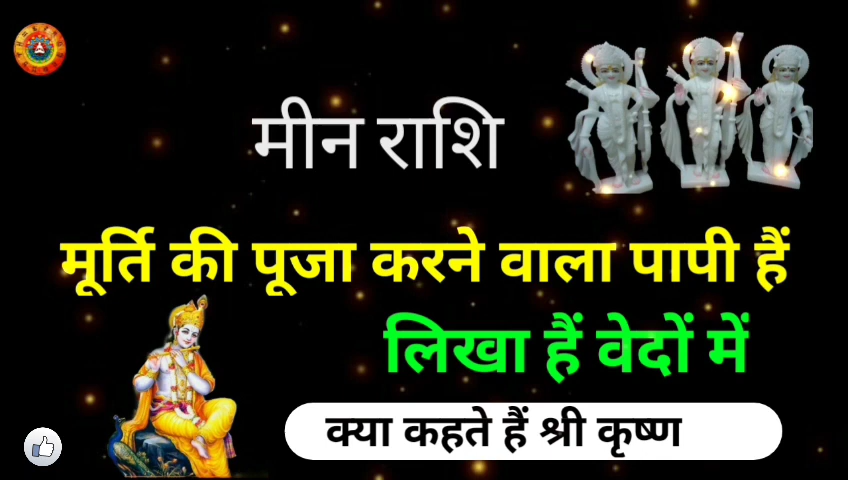 मीन राशि
मूर्ति की पूजा करने वाला पापी हैं
लिखा हैं वेदों में
क्या कहते हैं श्री कृष्ण